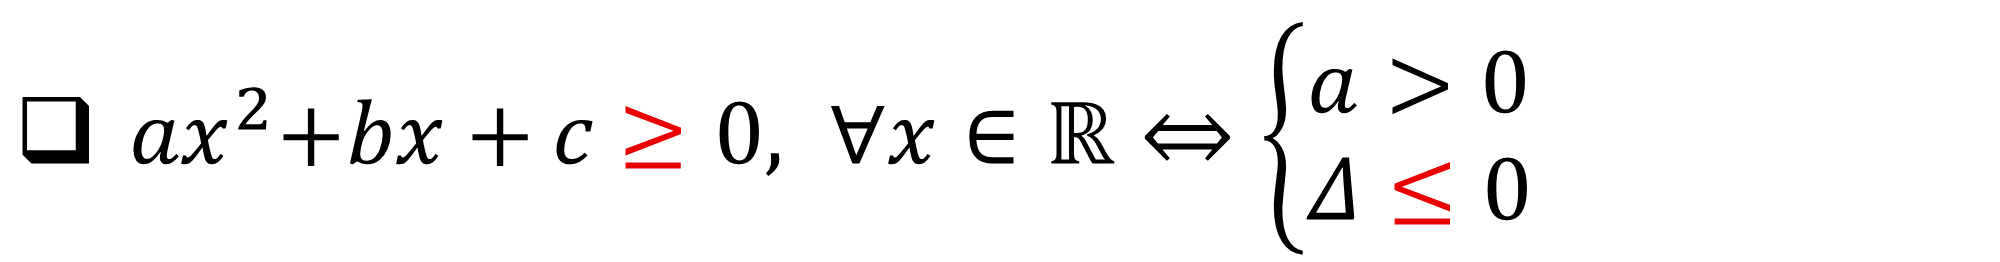 ❑ ax²+bx + c ≥ 0, ∀x ∈ ℝ ⇔ { a > 0
Δ ≤ 0